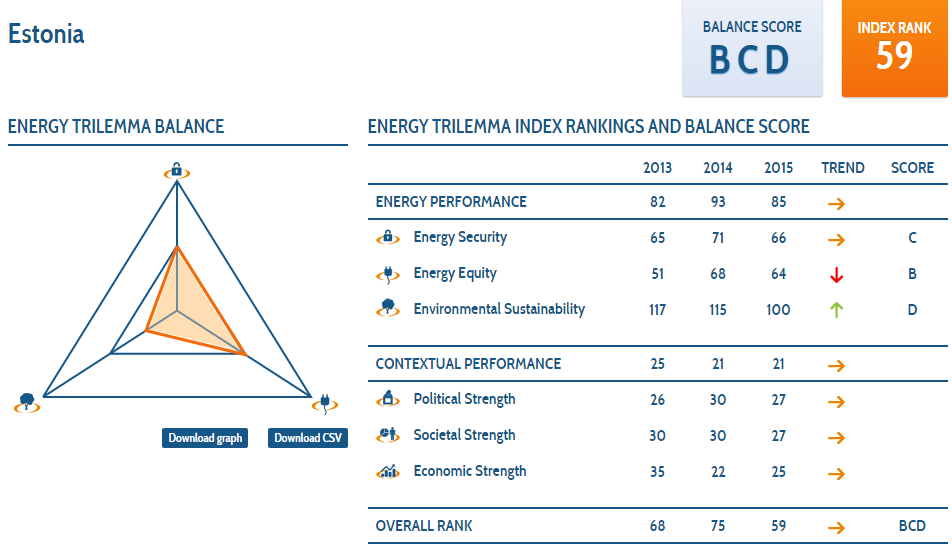 Estonia
BALANCE SCORE
BCD
INDEX RANK
59
ENERGY TRILEMMA BALANCE
Download graph
Download CSV
ENERGY TRILEMMA INDEX RANKINGS AND BALANCE SCORE
2013 2014 2015 TREND SCORE
ENERGY PERFORMANCE 82 93 85
Energy Security 65 71 66 C
Energy Equity 51 68 64 B
Environmental Sustainability 117 115 100 D
CONTEXTUAL PERFORMANCE 25 21 21
Political Strength 26 30 27
Societal Strength 30 30 27
Economic Strength 35 22 25
OVERALL RANK 68 75 59 BCD